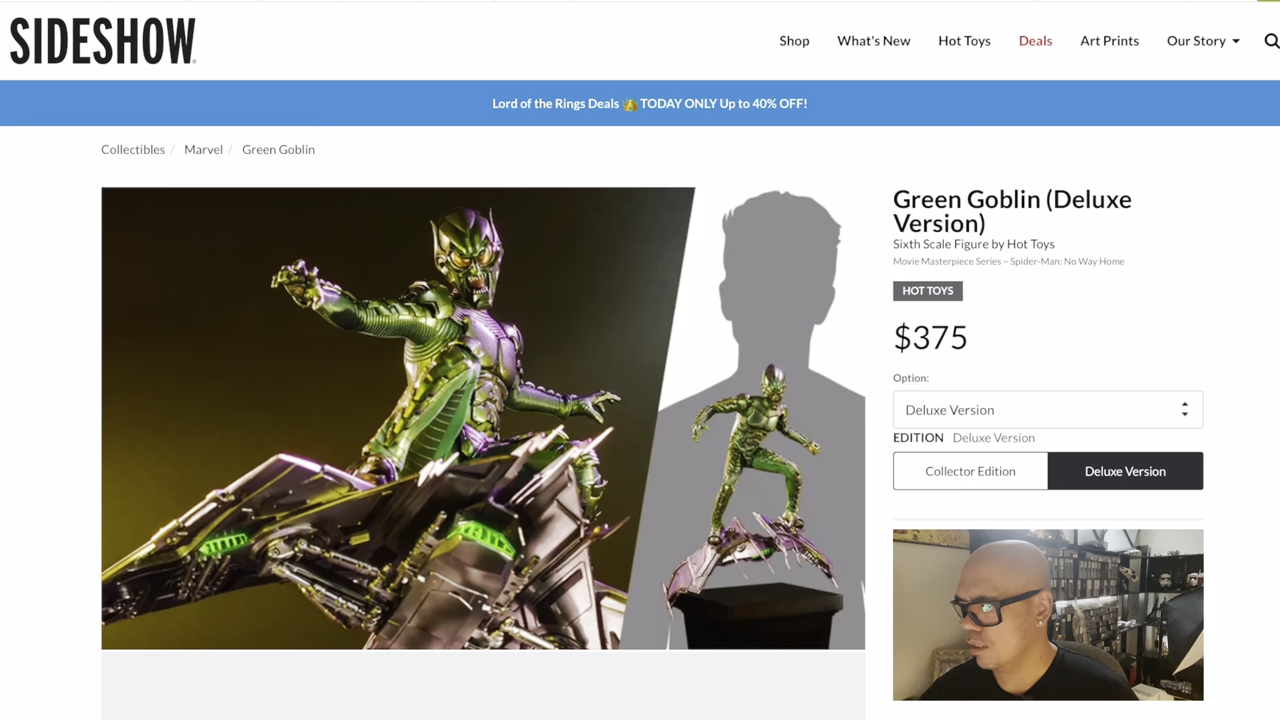 SIDESHOW
Shop What's New Hot Toys Deals Art Prints Our Story
Lord of the Rings Deals TODAY ONLY Up to 40% OFF!
Collectibles / Marvel / Green Goblin
Green Goblin (Deluxe
Version)
Sixth Scale Figure by Hot Toys
Movie Masterpiece Series – Spider-Man: No Way Home
HOT TOYS
$375
Option:
Deluxe Version
EDITION Deluxe Version
Collector Edition Deluxe Version